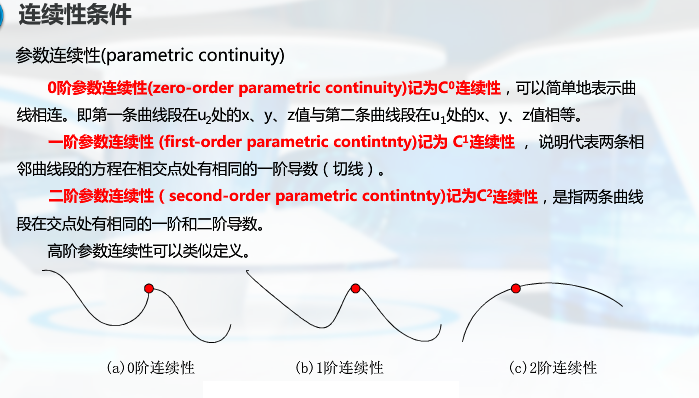 连续性条件
参数连续性(parametric continuity)
0阶参数连续性(zero-order parametric continuity)记为C⁰连续性，可以简单地表示曲
线相连。即第一条曲线段在u₂处的x、y、z值与第二条曲线段在u₁处的x、y、z值相等。
一阶参数连续性 (first-order parametric contintnty)记为 C¹连续性 ， 说明代表两条相
邻曲线段的方程在相交点处有相同的一阶导数（切线）。
二阶参数连续性（ second-order parametric contintnty)记为C²连续性，是指两条曲线
段在交点处有相同的一阶和二阶导数。
高阶参数连续性可以类似定义。
(a)0阶连续性 (b)1阶连续性 (c)2阶连续性